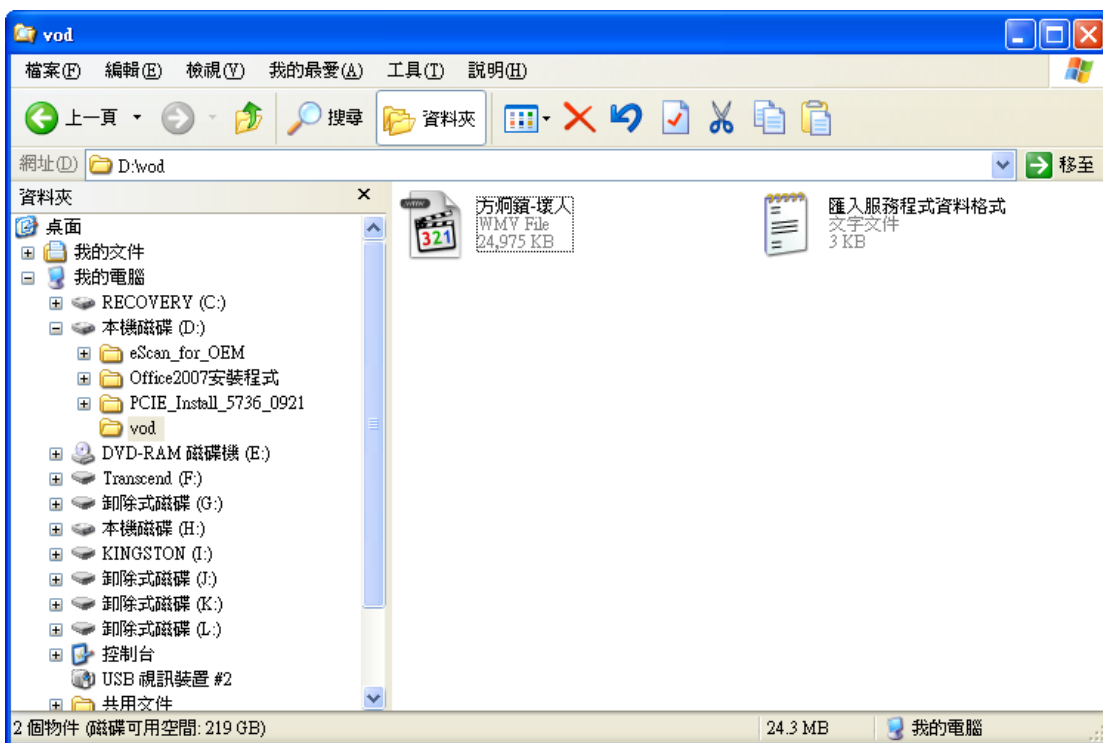 vod
檔案(F) 編輯(E) 檢視(V) 我的最愛(A) 工具(T) 說明(H)
上一頁 搜尋 資料夾
網址(D) D:\vod 移至
資料夾
桌面
我的文件
我的電腦
RECOVERY (C:)
本機磁碟 (D:)
eScan_for_OEM
Office2007安裝程式
PCIE_Install_5736_0921
vod
DVD-RAM 磁碟機 (E:)
Transcend (F:)
卸除式磁碟 (G:)
本機磁碟 (H:)
KINGSTON (I:)
卸除式磁碟 (J:)
卸除式磁碟 (K:)
卸除式磁碟 (L:)
控制台
USB 視訊裝置 #2
共用文件
WMV
321
方炯鑌-壞人
WMV File
24,975 KB
匯入服務程式資料格式
文字文件
3 KB
2 個物件 (磁碟可用空間: 219 GB) 24.3 MB 我的電腦